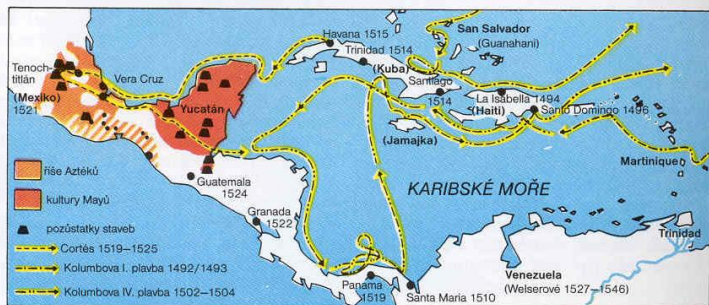 Havana 1515
San Salvador
(Guanahani)
Tenoch-
titlán
Trinidad 1514
Vera Cruz
(Kuba)
Santiago
1514
(Mexiko)
1521
Yucatán
La Isabella 1494
(Haiti)
Santo Domingo 1496
(Jamajka)
Martinique
říše Aztéků
Guatemala
1524
KARIBSKÉ MOŘE
kultury Mayů
pozůstatky staveb
Granada
1522
Trinidad
Cortés 1519–1525
Kolumbova I. plavba 1492/1493
Venezuela
(Welserové 1527–1546)
Kolumbova IV. plavba 1502–1504
Panama
1519
Santa Maria 1510